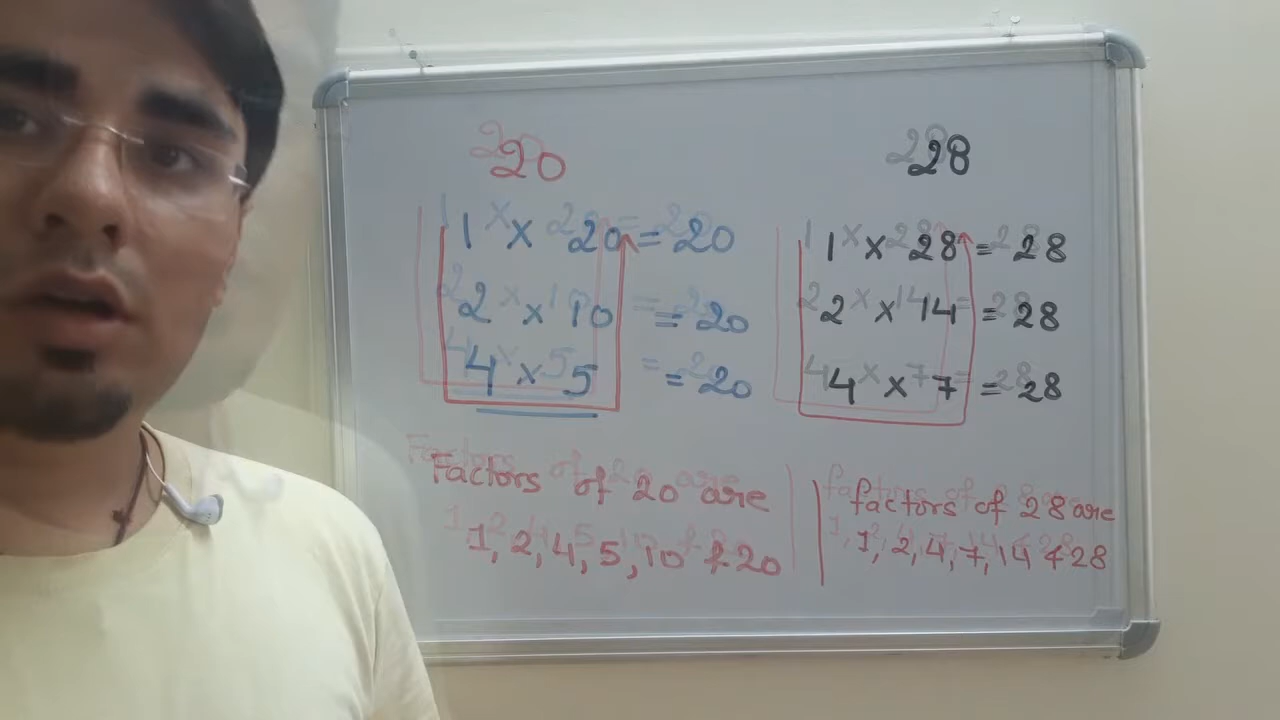 20
1 x 20 = 20
2 x 10 = 20
4 x 5 = 20
Factors of 20 are
1, 2, 4, 5, 10 & 20
28
1 x 28 = 28
2 x 14 = 28
4 x 7 = 28
factors of 28 are
1, 2, 4, 7, 14 & 28